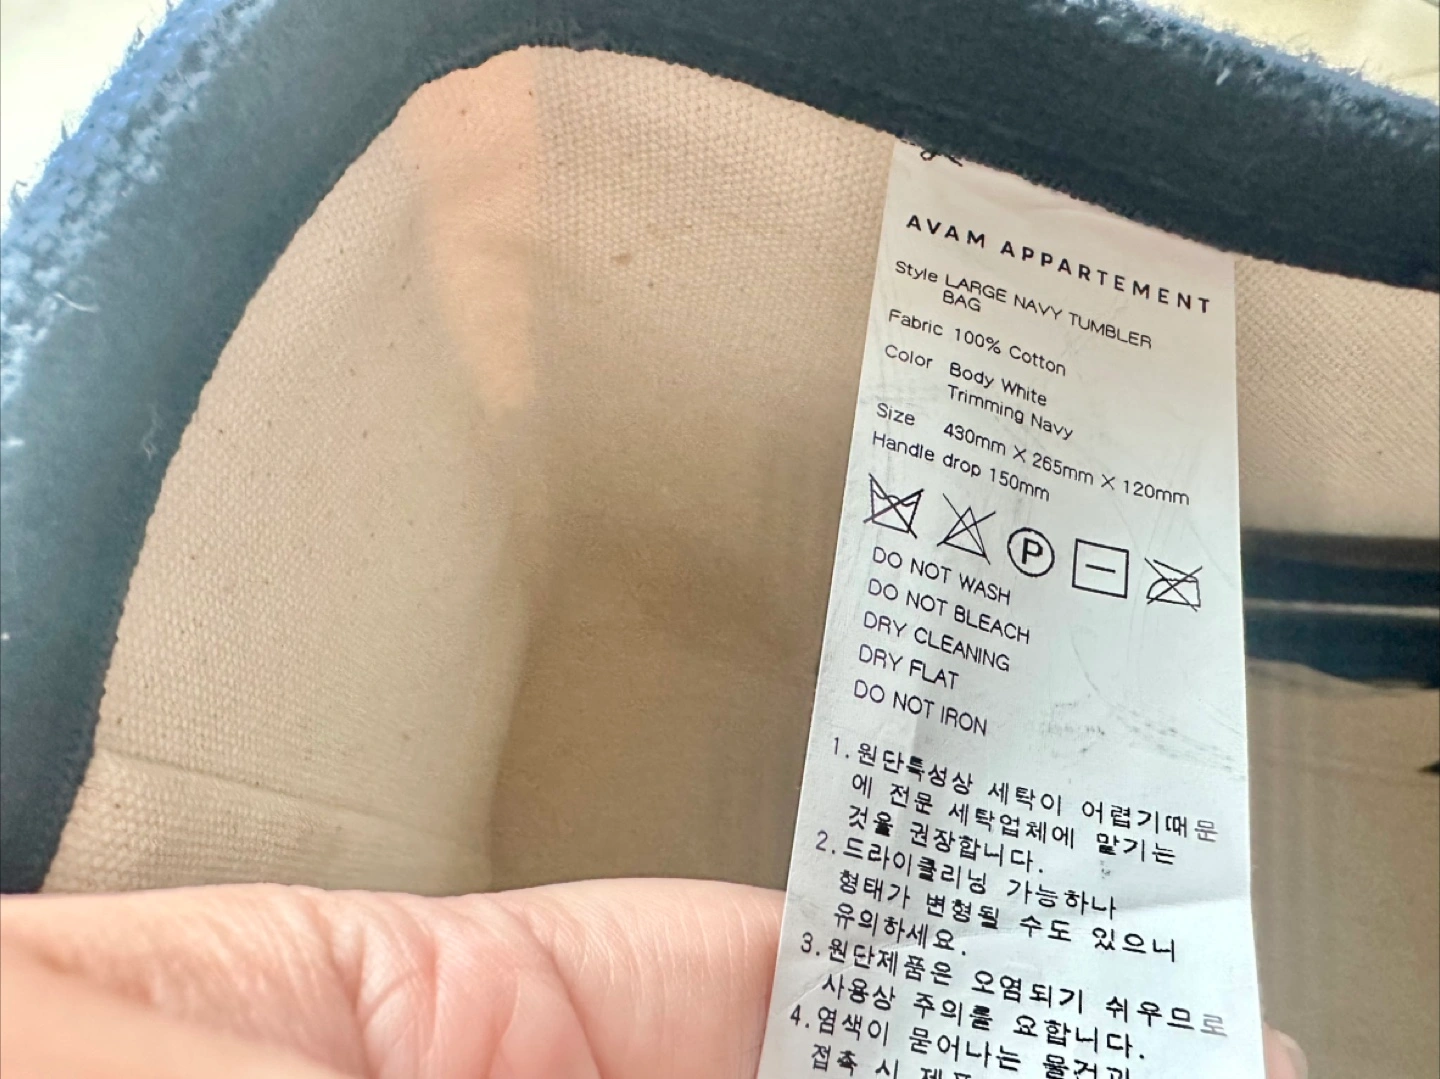 AVAM APPARTEMENT
Style LARGE NAVY TUMBLER
BAG
Fabric 100% Cotton
Color Body White
Trimming Navy
Size 430mm X 265mm X 120mm
Handle drop 150mm
P
DO NOT WASH
DO NOT BLEACH
DRY CLEANING
DRY FLAT
DO NOT IRON
1. 원단특성상 세탁이 어렵기때문
에 전문 세탁업체에 맡기는
것을 권장합니다.
2. 드라이클리닝 가능하나
형태가 변형될 수도 있으니
유의하세요.
3. 원단제품은 오염되기 쉬우므로
사용상 주의를 요합니다.
4. 염색이 묻어나는 물건과
접촉 시